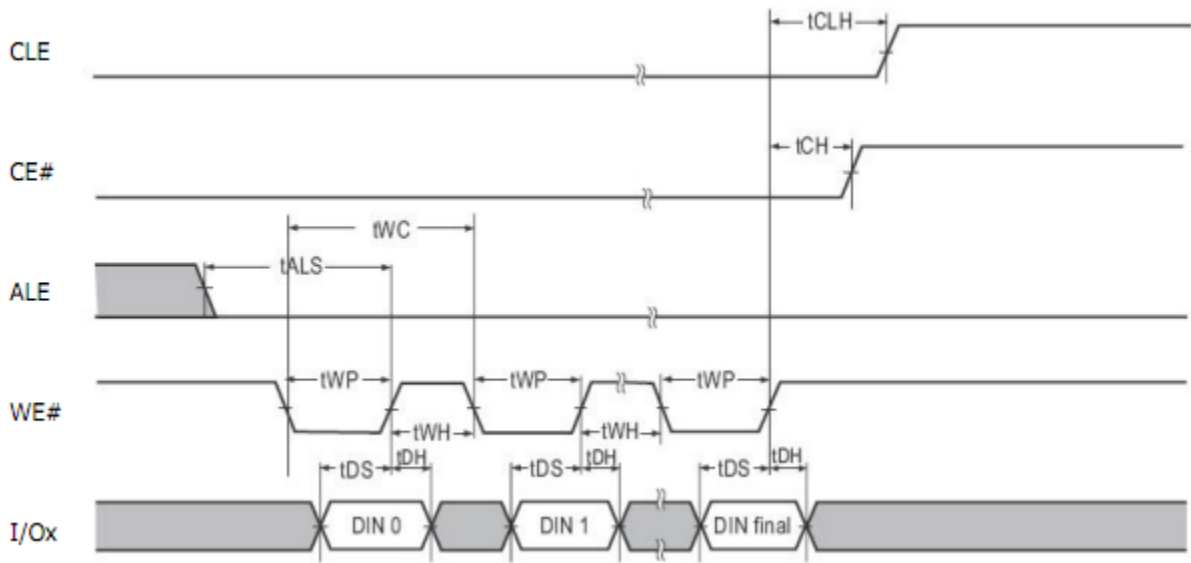 CLE
tCLH
CE#
tCH
tWC
ALE
tALS
WE#
tWP tWP tWP
tWH tWH
tDS tDH tDS tDH tDS tDH
I/Ox
DIN 0 DIN 1 DIN final